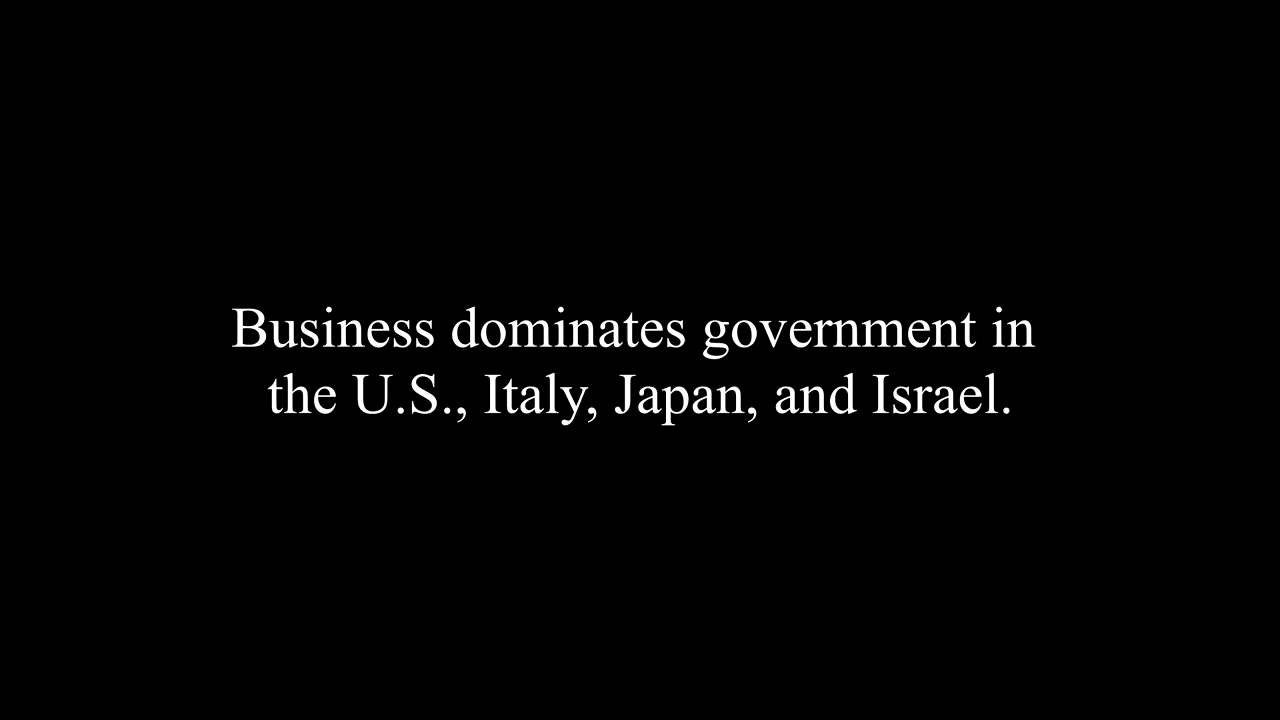 Business dominates government in
the U.S., Italy, Japan, and Israel.